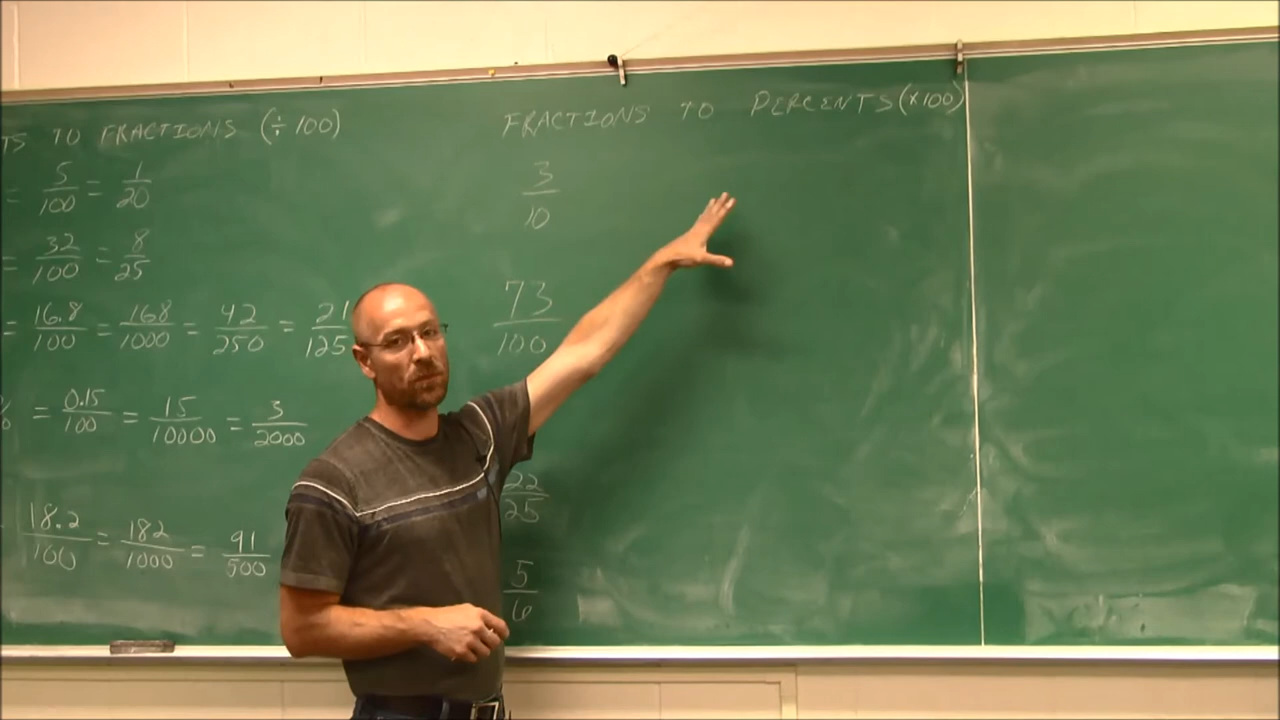 TS TO FRACTIONS (÷100)
= 5/100 = 1/20
= 32/100 = 8/25
= 16.8/100 = 168/1000 = 42/250 = 21/125
% = 0.15/100 = 15/10000 = 3/2000
18.2/100 = 182/1000 = 91/500
FRACTIONS TO PERCENTS (×100)
3/10
73/100
22/25
5/6